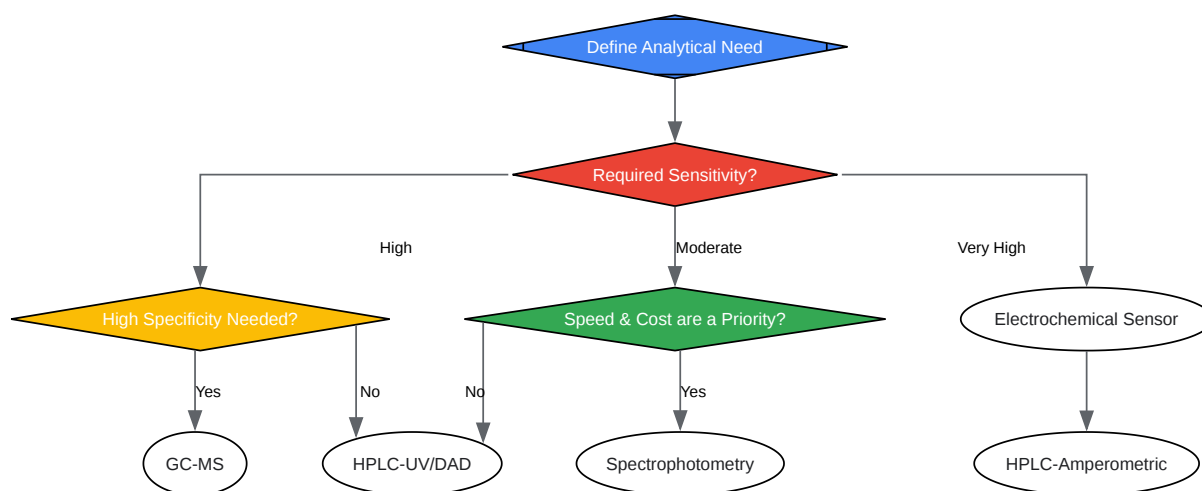 Define Analytical Need
Required Sensitivity?
High
Moderate
Very High
High Specificity Needed?
Speed & Cost are a Priority?
Electrochemical Sensor
Yes
No
No
Yes
GC-MS
HPLC-UV/DAD
Spectrophotometry
HPLC-Amperometric